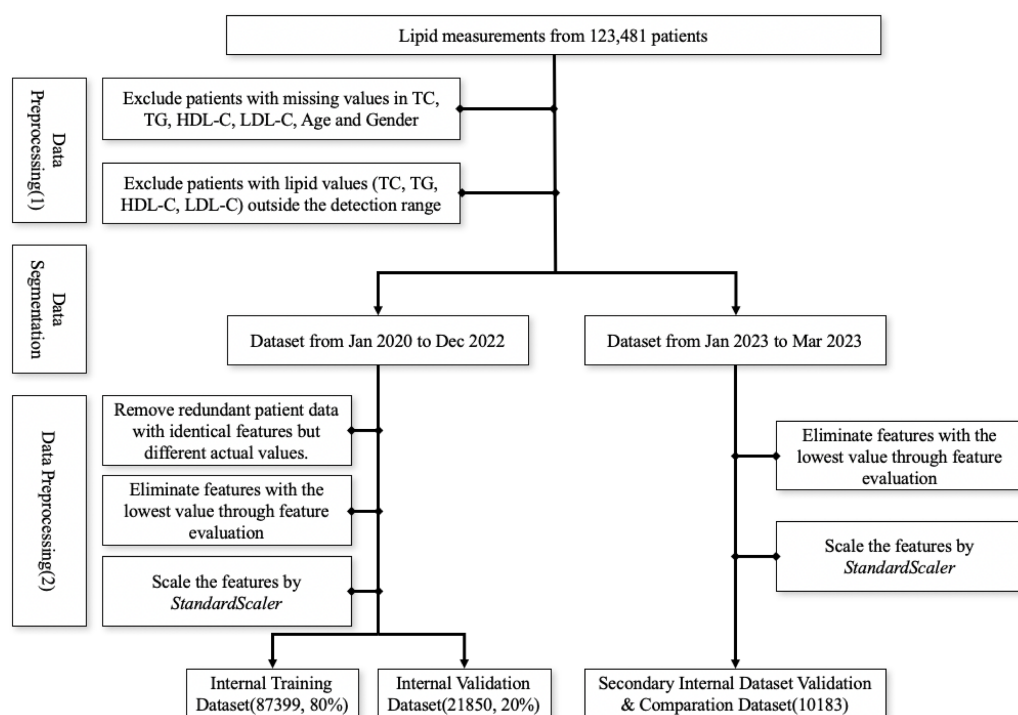 Lipid measurements from 123,481 patients
Data
Preprocessing(1)
Exclude patients with missing values in TC,
TG, HDL-C, LDL-C, Age and Gender
Exclude patients with lipid values (TC, TG,
HDL-C, LDL-C) outside the detection range
Data
Segmentation
Dataset from Jan 2020 to Dec 2022
Dataset from Jan 2023 to Mar 2023
Data Preprocessing(2)
Remove redundant patient data
with identical features but
different actual values.
Eliminate features with the
lowest value through feature
evaluation
Scale the features by
StandardScaler
Eliminate features with the
lowest value through feature
evaluation
Scale the features by
StandardScaler
Internal Training
Dataset(87399, 80%)
Internal Validation
Dataset(21850, 20%)
Secondary Internal Dataset Validation
& Comparation Dataset(10183)